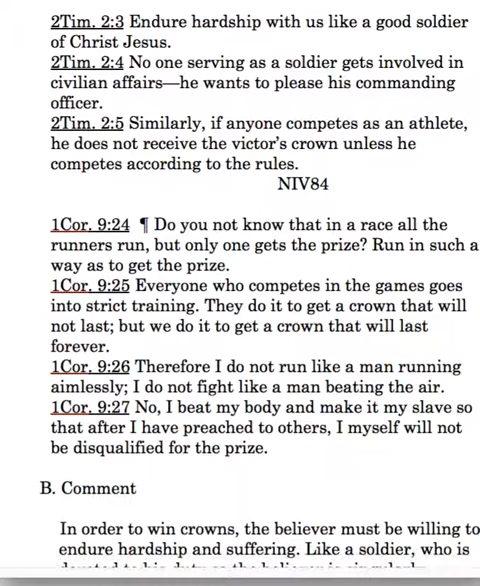 2Tim. 2:3 Endure hardship with us like a good soldier
of Christ Jesus.
2Tim. 2:4 No one serving as a soldier gets involved in
civilian affairs—he wants to please his commanding
officer.
2Tim. 2:5 Similarly, if anyone competes as an athlete,
he does not receive the victor's crown unless he
competes according to the rules.
NIV84
1Cor. 9:24 ¶ Do you not know that in a race all the
runners run, but only one gets the prize? Run in such a
way as to get the prize.
1Cor. 9:25 Everyone who competes in the games goes
into strict training. They do it to get a crown that will
not last; but we do it to get a crown that will last
forever.
1Cor. 9:26 Therefore I do not run like a man running
aimlessly; I do not fight like a man beating the air.
1Cor. 9:27 No, I beat my body and make it my slave so
that after I have preached to others, I myself will not
be disqualified for the prize.
B. Comment
In order to win crowns, the believer must be willing to
endure hardship and suffering. Like a soldier, who is